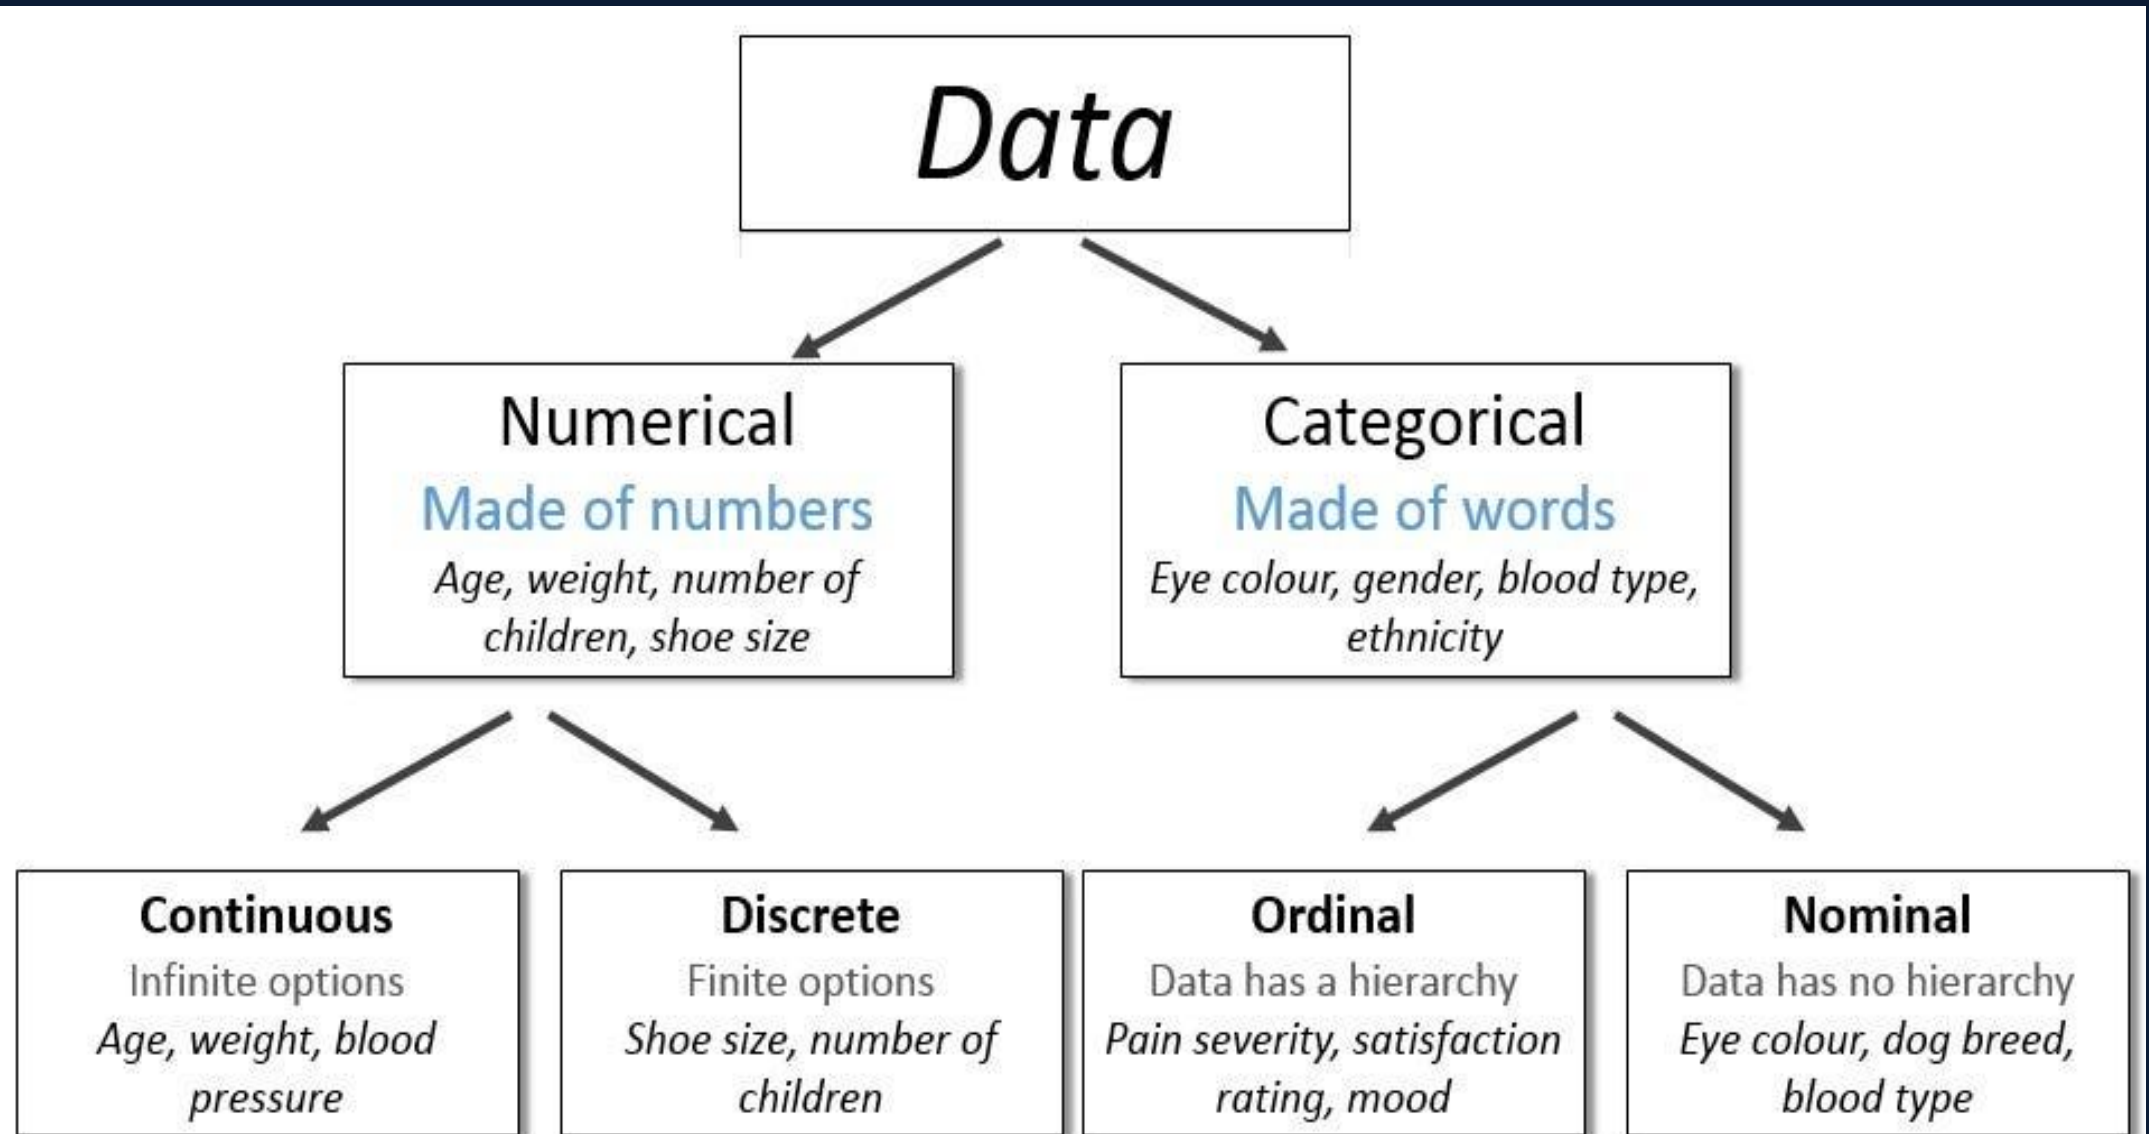 Data
Numerical
Made of numbers
Age, weight, number of
children, shoe size
Categorical
Made of words
Eye colour, gender, blood type,
ethnicity
Continuous
Infinite options
Age, weight, blood
pressure
Discrete
Finite options
Shoe size, number of
children
Ordinal
Data has a hierarchy
Pain severity, satisfaction
rating, mood
Nominal
Data has no hierarchy
Eye colour, dog breed,
blood type